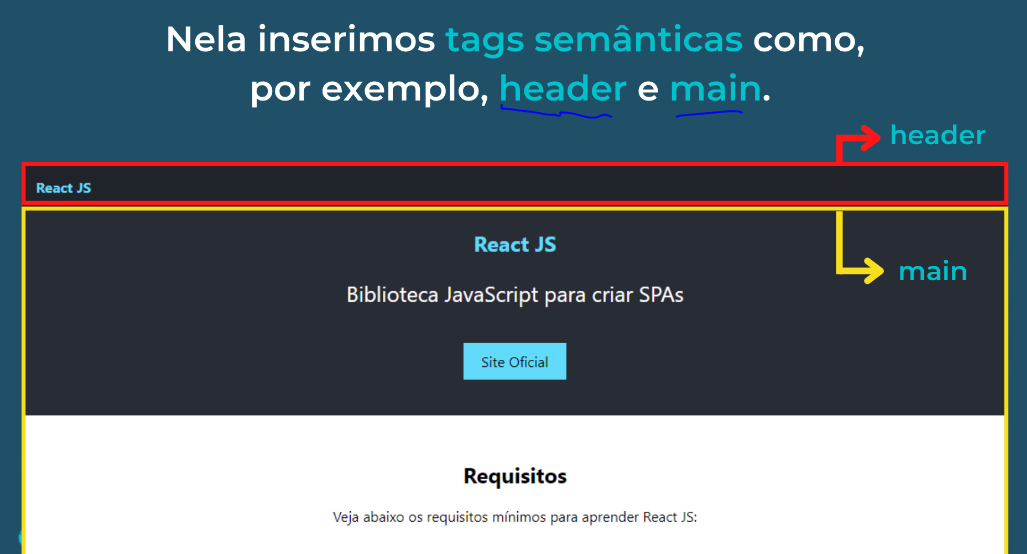 Nela inserimos tags semânticas como,
por exemplo, header e main.
header
React JS
React JS
main
Biblioteca JavaScript para criar SPAs
Site Oficial
Requisitos
Veja abaixo os requisitos mínimos para aprender React JS: